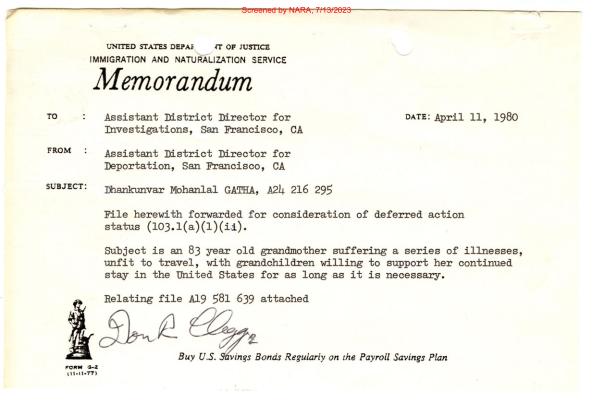 Screened by NARA, 7/13/2023
UNITED STATES DEPA T OF JUSTICE
IMMIGRATION AND NATURALIZATION SERVICE
Memorandum
TO : Assistant District Director for Investigations, San Francisco, CA DATE: April 11, 1980
FROM : Assistant District Director for
Deportation, San Francisco, CA
SUBJECT: Dhankunvar Mohanlal GATHA, A24 216 295
File herewith forwarded for consideration of deferred action
status (103.1(a)(1)(ii).
Subject is an 83 year old grandmother suffering a series of illnesses,
unfit to travel, with grandchildren willing to support her continued
stay in the United States for as long as it is necessary.
Relating file A19 581 639 attached
Don R Clegg
Buy U.S. Savings Bonds Regularly on the Payroll Savings Plan
FORM G-2
(11-11-77)